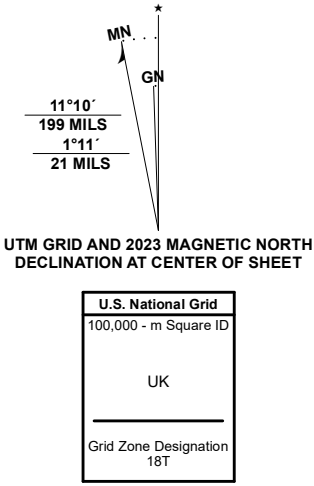 MN
GN
11°10´
199 MILS
1°11´
21 MILS
UTM GRID AND 2023 MAGNETIC NORTH
DECLINATION AT CENTER OF SHEET
U.S. National Grid
100,000 - m Square ID
UK
Grid Zone Designation
18T